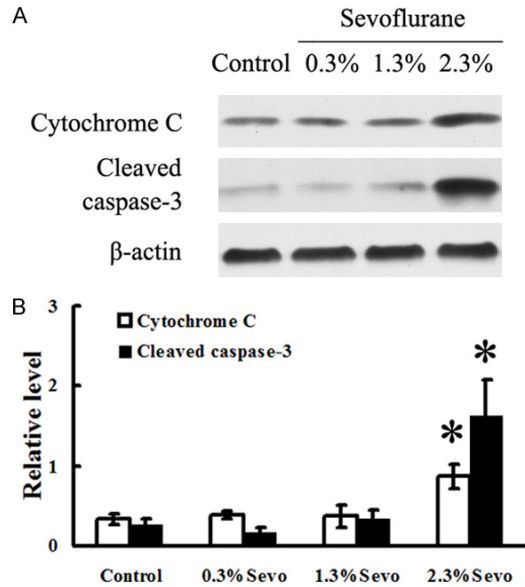 A
Sevoflurane
Control 0.3% 1.3% 2.3%
Cytochrome C
Cleaved
caspase-3
β-actin
B
3
Cytochrome C
Cleaved caspase-3
2
1
0
Relative level
* *
Control 0.3% Sevo 1.3% Sevo 2.3% Sevo